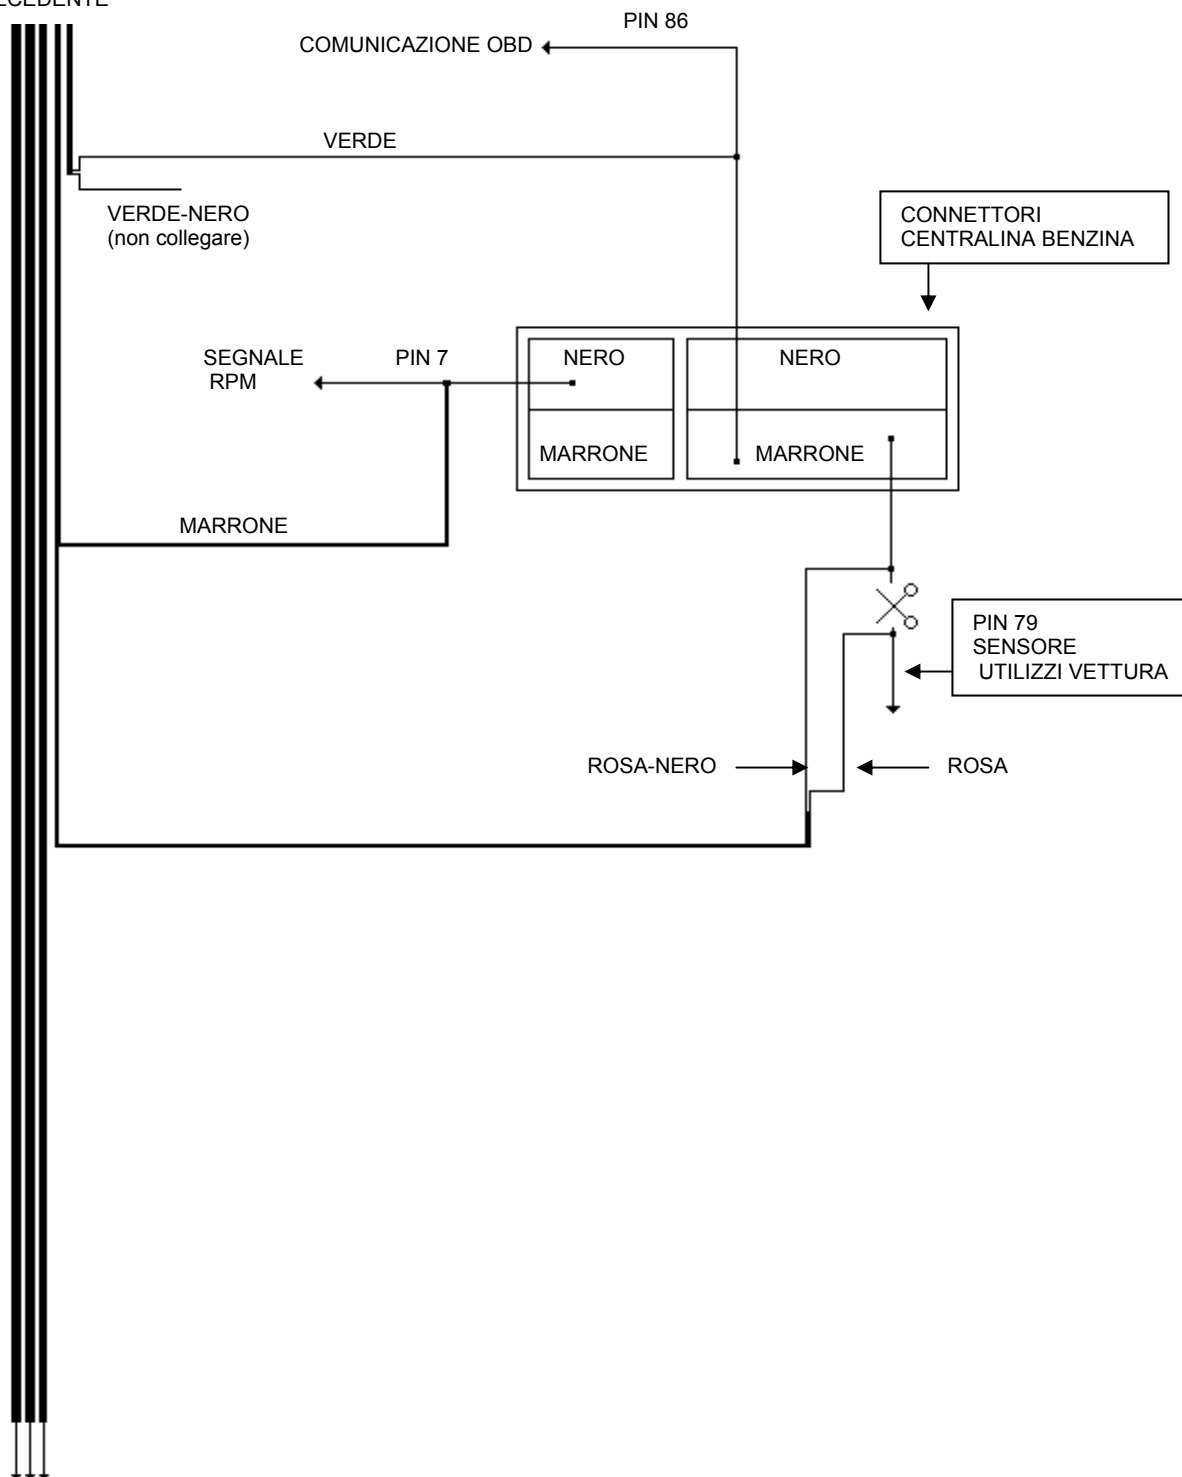 PIN 86
COMUNICAZIONE OBD
VERDE
VERDE-NERO
(non collegare)
CONNETTORI
CENTRALINA BENZINA
SEGNALE
RPM
PIN 7
NERO
NERO
MARRONE
MARRONE
MARRONE
PIN 79
SENSORE
UTILIZZI VETTURA
ROSA-NERO
ROSA